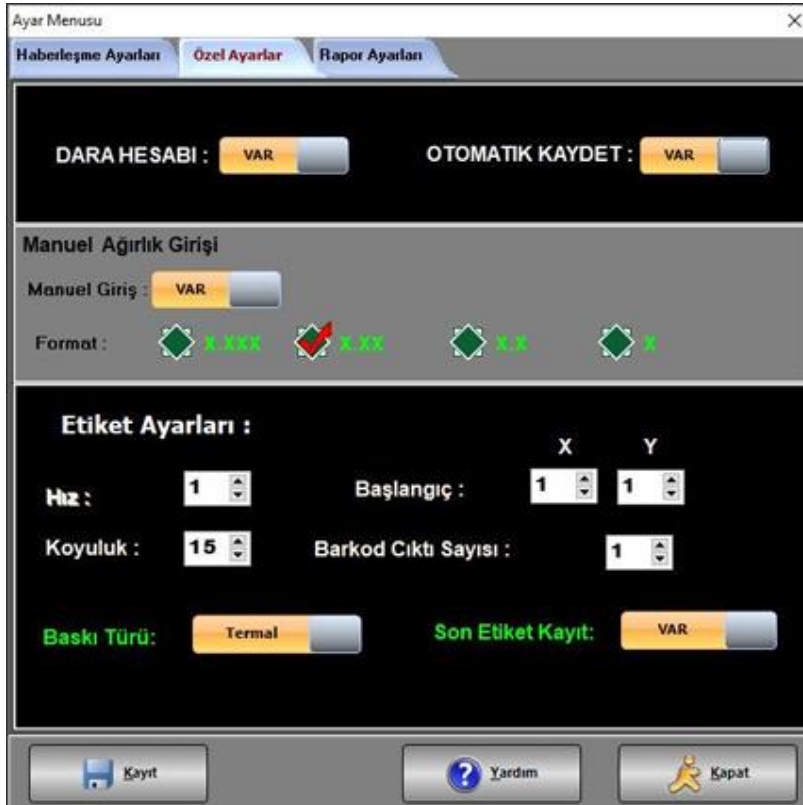 Ayar Menusu
Haberleşme Ayarları Özel Ayarlar Rapor Ayarları
DARA HESABI : VAR OTOMATIK KAYDET : VAR
Manuel Ağırlık Girişi
Manuel Giriş : VAR
Format : X.XXX X.XX X.X X
Etiket Ayarları :
X Y
Hız : 1 Başlangıç : 1 1
Koyuluk : 15 Barkod Cıktı Sayısı : 1
Baskı Türü: Termal Son Etiket Kayıt: VAR
Kayıt Yardım Kapat